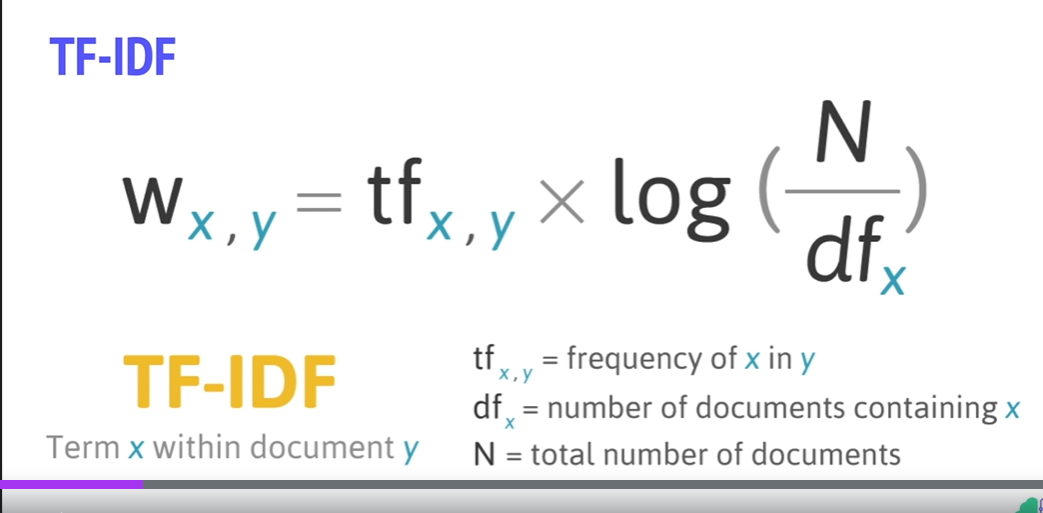 TF-IDF
w x , y = tf x , y × log ( N / df x )
TF-IDF
Term x within document y
tf x , y = frequency of x in y
df x = number of documents containing x
N = total number of documents